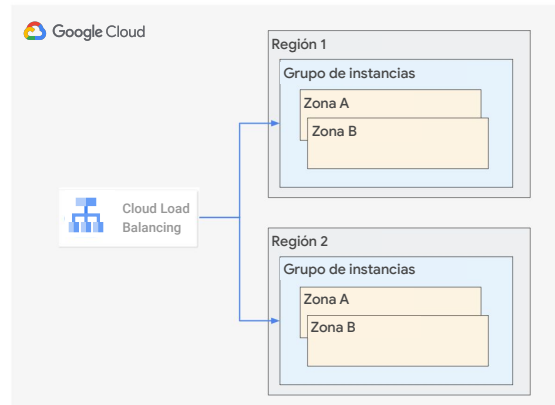 Google Cloud
Región 1
Grupo de instancias
Zona A
Zona B
Cloud Load
Balancing
Región 2
Grupo de instancias
Zona A
Zona B